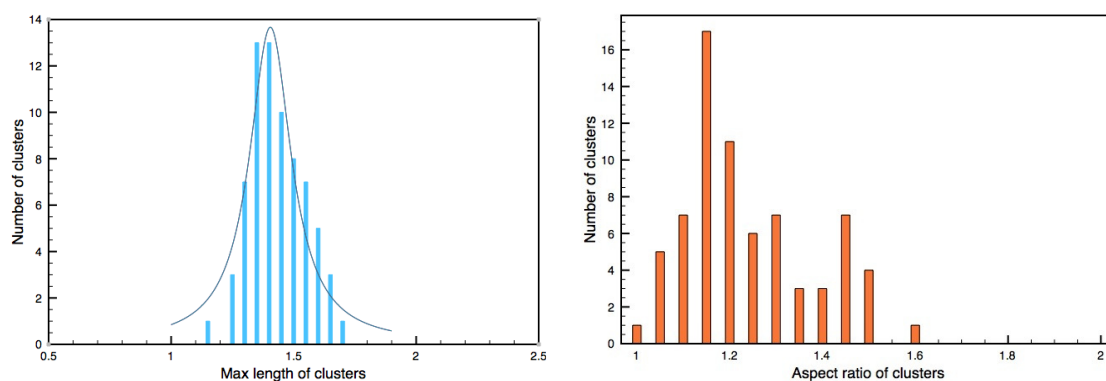 14
12
10
8
6
4
2
0
0.5 1 1.5 2 2.5
Number of clusters
Max length of clusters
16
14
12
10
8
6
4
2
0
1 1.2 1.4 1.6 1.8 2
Number of clusters
Aspect ratio of clusters